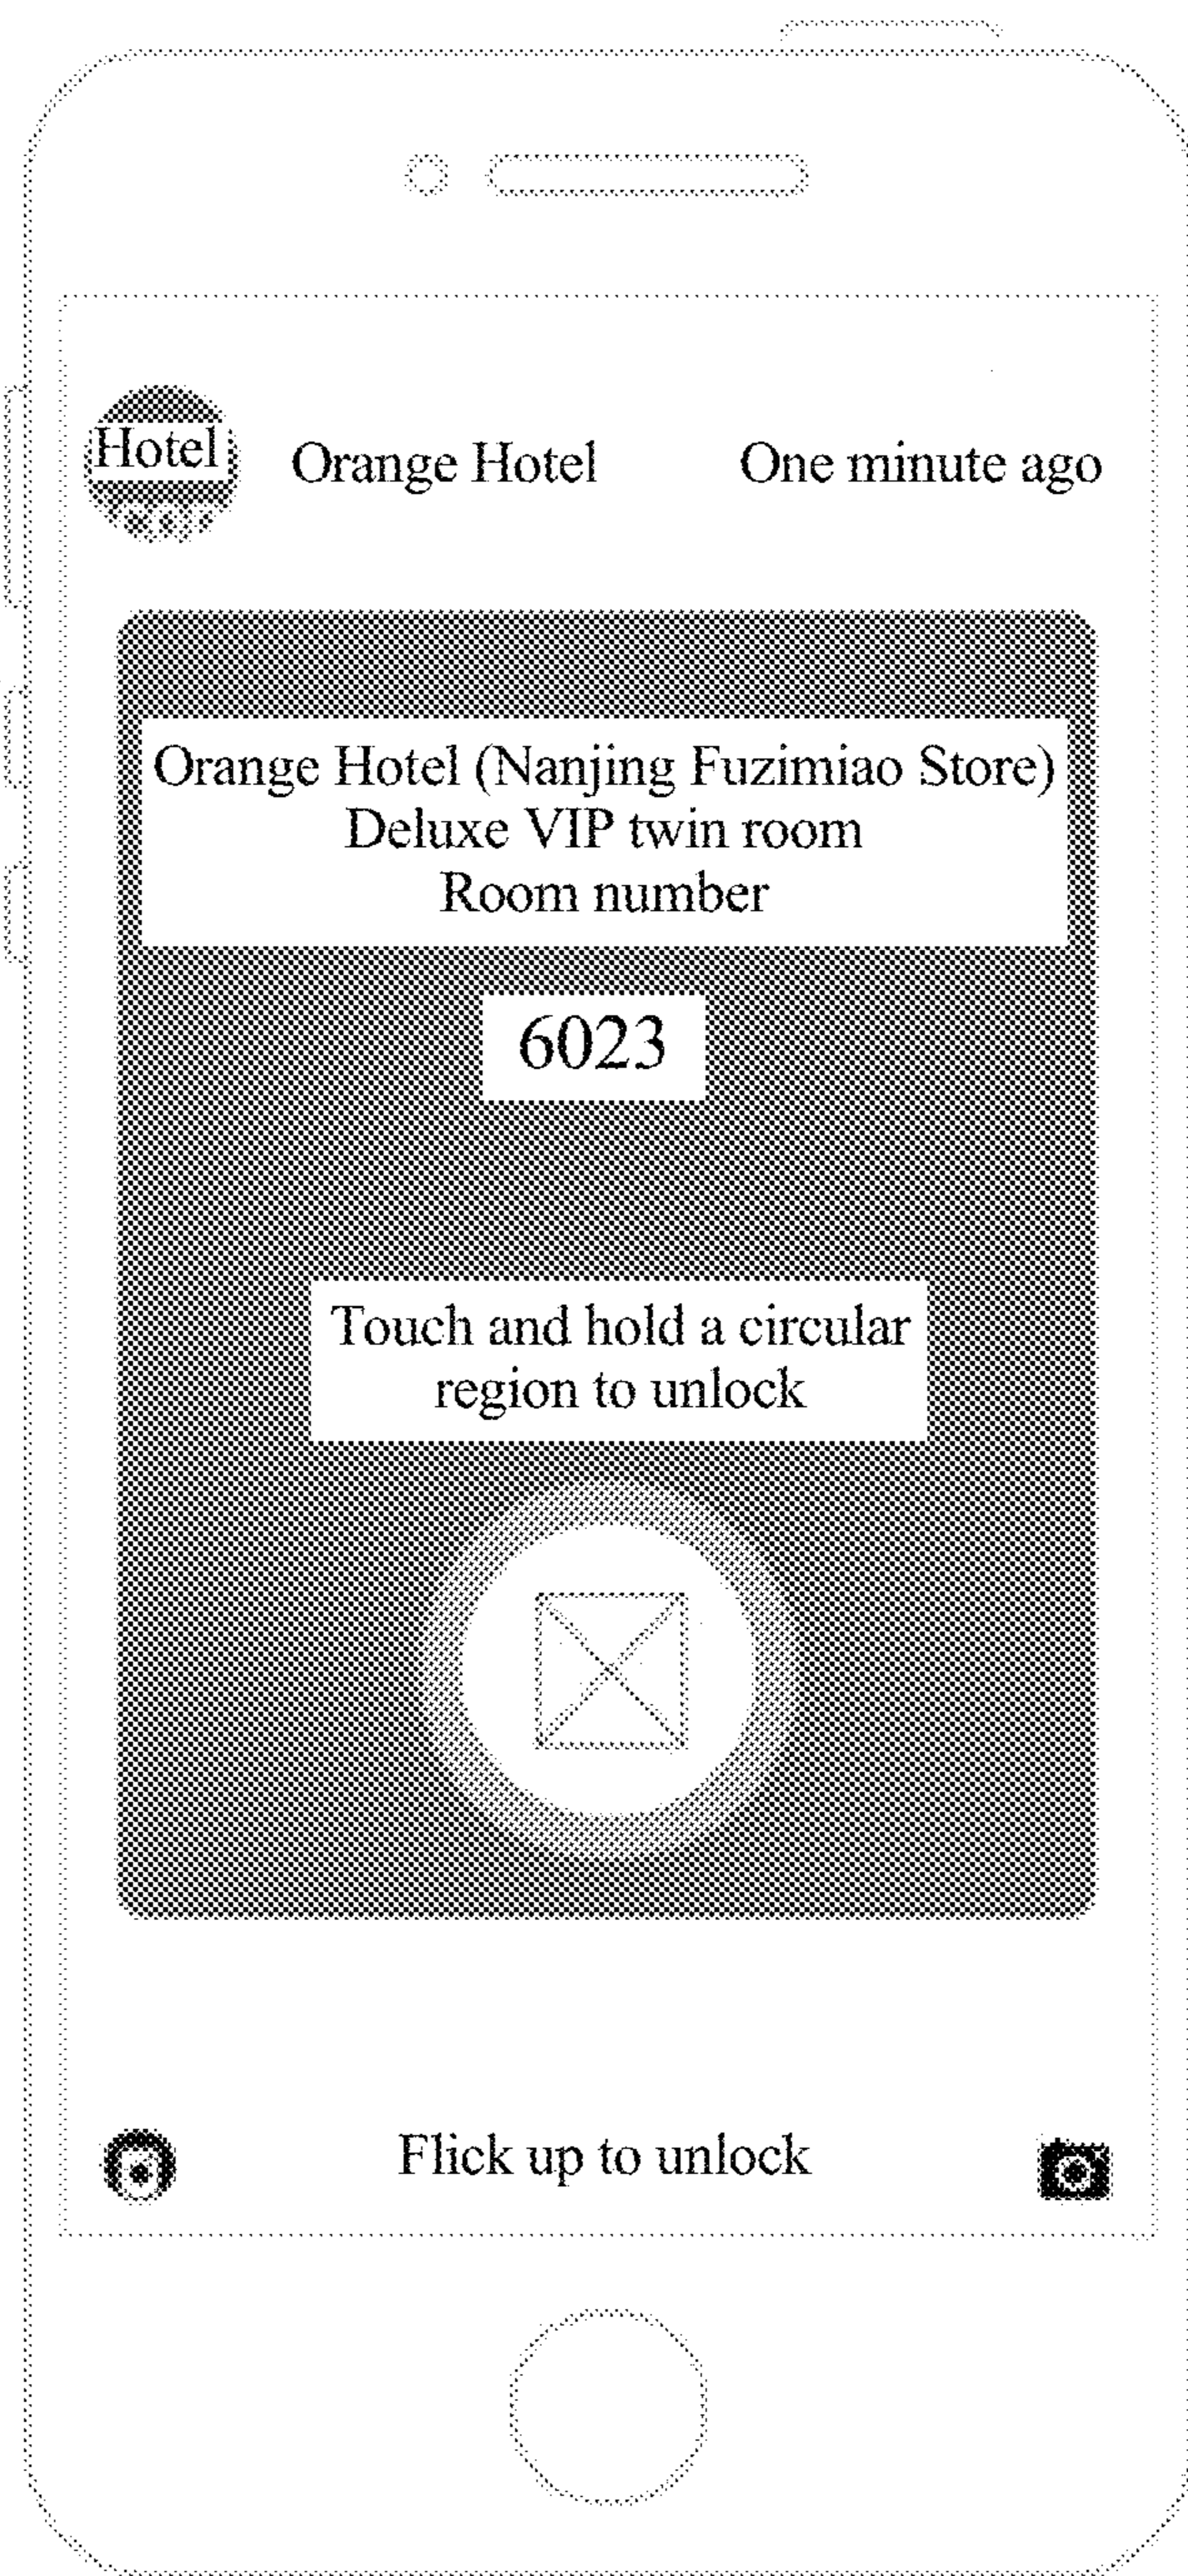 Hotel
Orange Hotel
One minute ago
Orange Hotel (Nanjing Fuzimiao Store)
Deluxe VIP twin room
Room number
6023
Touch and hold a circular
region to unlock
Flick up to unlock